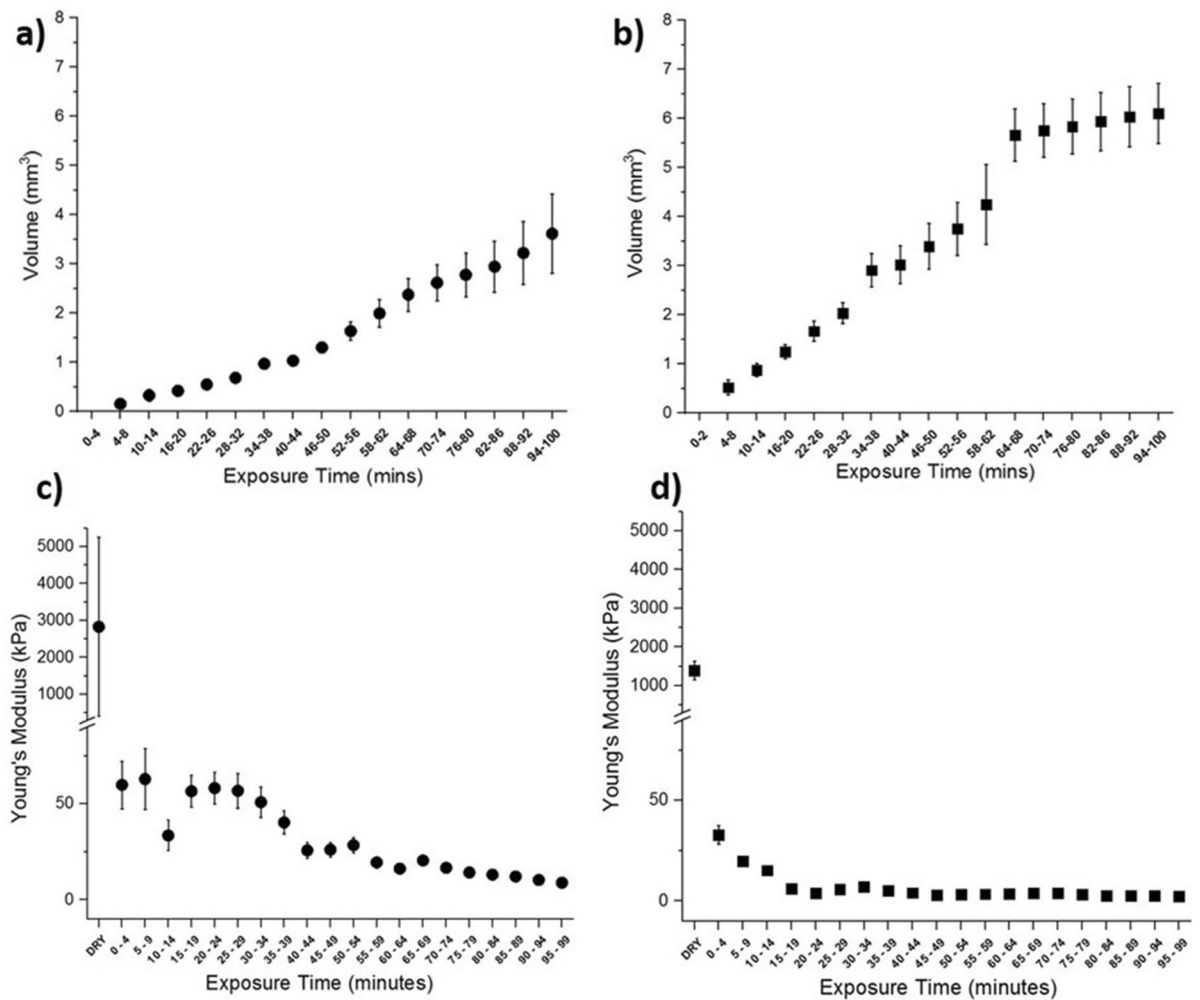 a)
8
7
6
5
4
3
2
1
0
Volume (mm³)
0-4 4-8 10-14 16-20 22-26 28-32 34-38 40-44 46-50 52-56 58-62 64-68 70-74 76-80 82-86 88-92 94-100
Exposure Time (mins)
b)
8
7
6
5
4
3
2
1
0
Volume (mm³)
0-2 4-8 10-14 16-20 22-26 28-32 34-38 40-44 46-50 52-56 58-62 64-68 70-74 76-80 82-86 88-92 94-100
Exposure Time (mins)
c)
5000
4000
3000
2000
1000
50
0
Young's Modulus (kPa)
DRY 0 - 4 5 - 9 10 - 14 15 - 19 20 - 24 25 - 29 30 - 34 35 - 39 40 - 44 45 - 49 50 - 54 55 - 59 60 - 64 65 - 69 70 - 74 75 - 79 80 - 84 85 - 89 90 - 94 95 - 99
Exposure Time (minutes)
d)
5000
4000
3000
2000
1000
50
0
Young's Modulus (kPa)
DRY 0 - 4 5 - 9 10 - 14 15 - 19 20 - 24 25 - 29 30 - 34 35 - 39 40 - 44 45 - 49 50 - 54 55 - 59 60 - 64 65 - 69 70 - 74 75 - 79 80 - 84 85 - 89 90 - 94 95 - 99
Exposure Time (minutes)